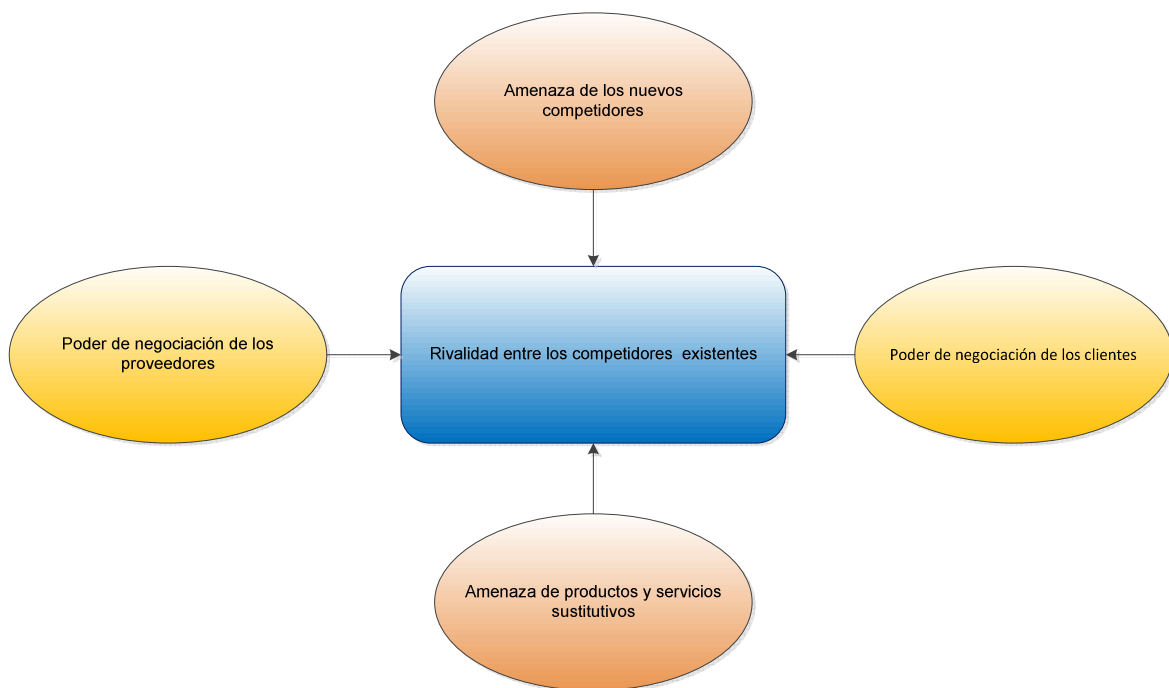 Amenaza de los nuevos
competidores
Poder de negociación de los
proveedores
Rivalidad entre los competidores  existentes
Poder de negociación de los clientes
Amenaza de productos y servicios
sustitutivos